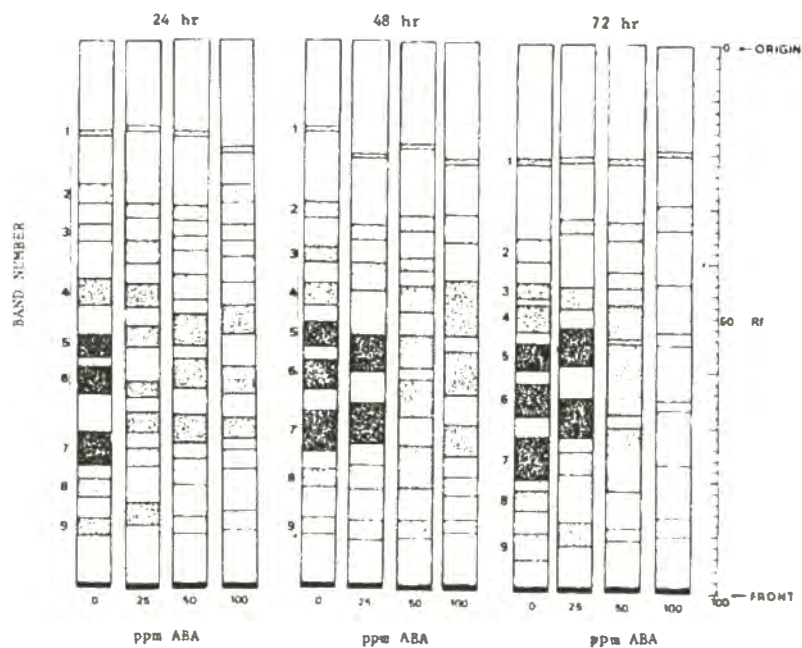 24 hr 48 hr 72 hr
0 ORIGIN
BAND NUMBER
1 2 3 4 5 6 7 8 9
1 2 3 4 5 6 7 8 9
1 2 3 4 5 6 7 8 9
50 Rf
100 FRONT
0 25 50 100 0 25 50 100 0 25 50 100
ppm ABA ppm ABA ppm ABA